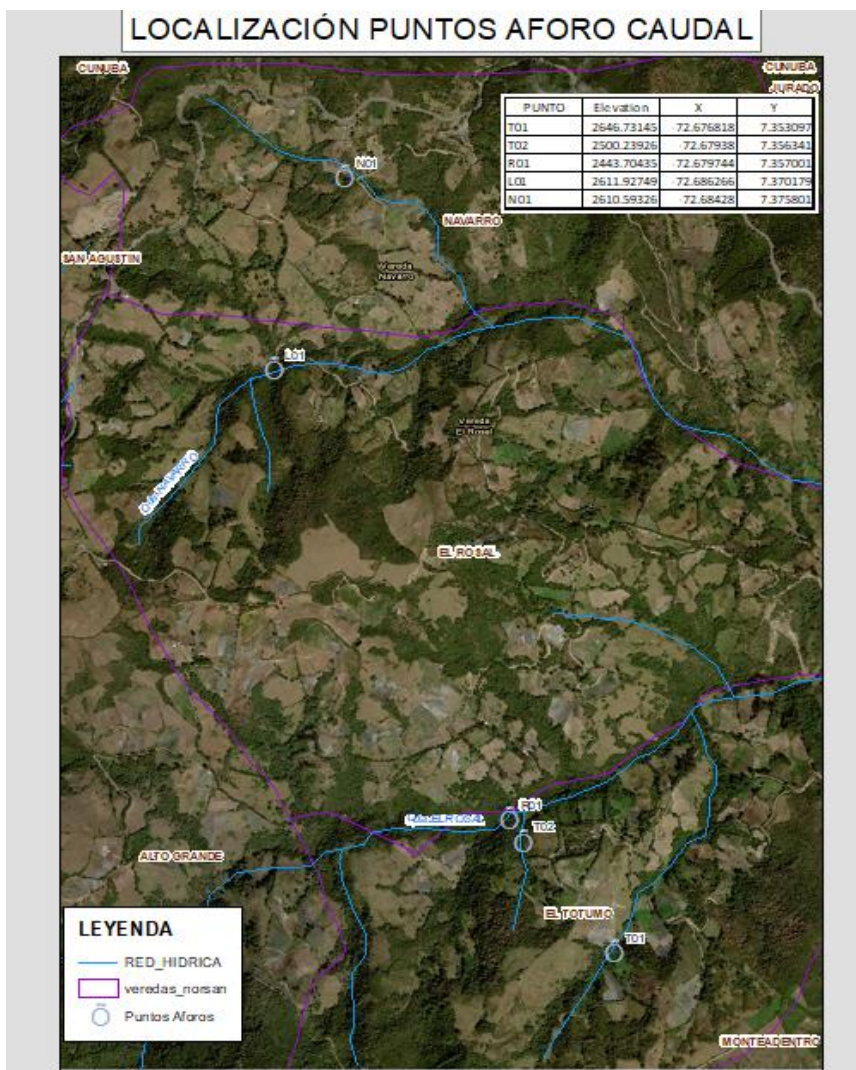 LOCALIZACIÓN PUNTOS AFORO CAUDAL
CUNUBA
CUNUBA
JURADO
PUNTO Elevation X Y
T01 2646.73145 -72.676818 7.353097
T02 2500.23926 -72.67938 7.356341
R01 2443.70435 -72.679744 7.357001
L01 2611.92749 -72.686266 7.370179
N01 2610.59326 -72.68428 7.375801
N01
NAVARRO
SAN AGUSTIN
Vereda
Navarro
L01
Vereda
El Rosal
NAVARRO
EL ROSAL
R01
T02
ALTO GRANDE
EL TOTUMO
T01
LEYENDA
RED_HIDRICA
veredas_norsan
Puntos Aforos
MONTEADENTRO